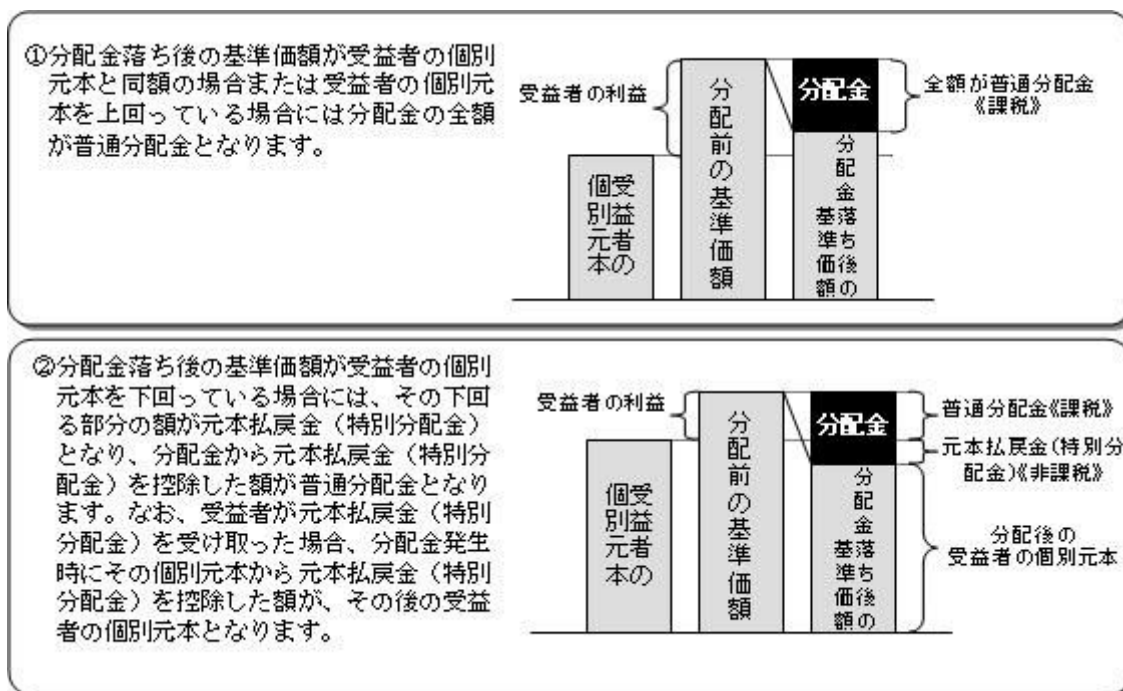 ①分配金落ち後の基準価額が受益者の個別
元本と同額の場合または受益者の個別元
本を上回っている場合には分配金の全額
が普通分配金となります。
受益者の利益
受益者の
個別元本
分配前の基準価額
分配金
分配金落ち後の
基準価額
全額が普通分配金
《課税》
②分配金落ち後の基準価額が受益者の個別
元本を下回っている場合には、その下回
る部分の額が元本払戻金（特別分配金）
となり、分配金から元本払戻金（特別分
配金）を控除した額が普通分配金となり
ます。なお、受益者が元本払戻金（特別
分配金）を受け取った場合、分配金発生
時にその個別元本から元本払戻金（特別
分配金）を控除した額が、その後の受益
者の個別元本となります。
受益者の利益
受益者の
個別元本
分配前の基準価額
分配金
分配金落ち後の
基準価額
普通分配金《課税》
元本払戻金(特別分
配金)《非課税》
分配後の
受益者の個別元本